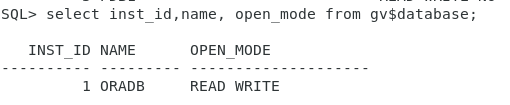 SQL> select inst_id,name, open_mode from gv$database;
INST_ID NAME      OPEN_MODE
---------- --------- --------------------
1 ORADB     READ WRITE